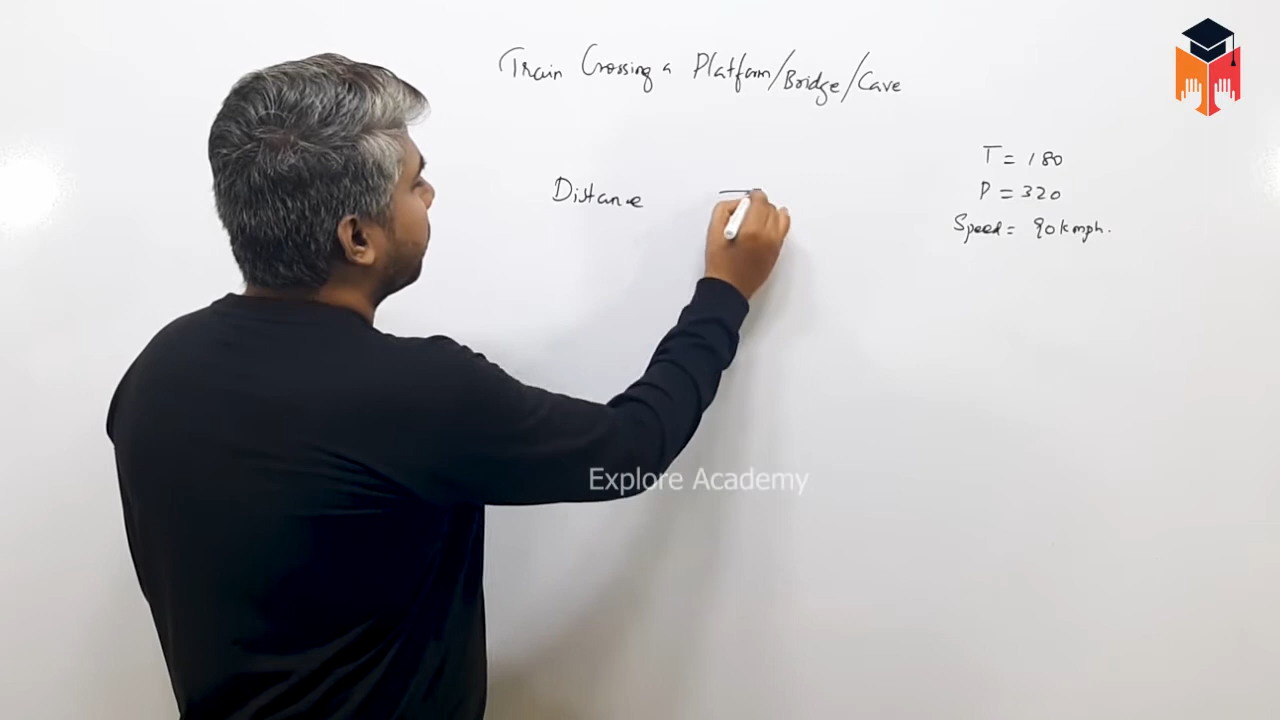 Train Crossing a Platform/Bridge/Cave
T = 180
Distance
P = 320
Speed = 90 kmph.
Explore Academy